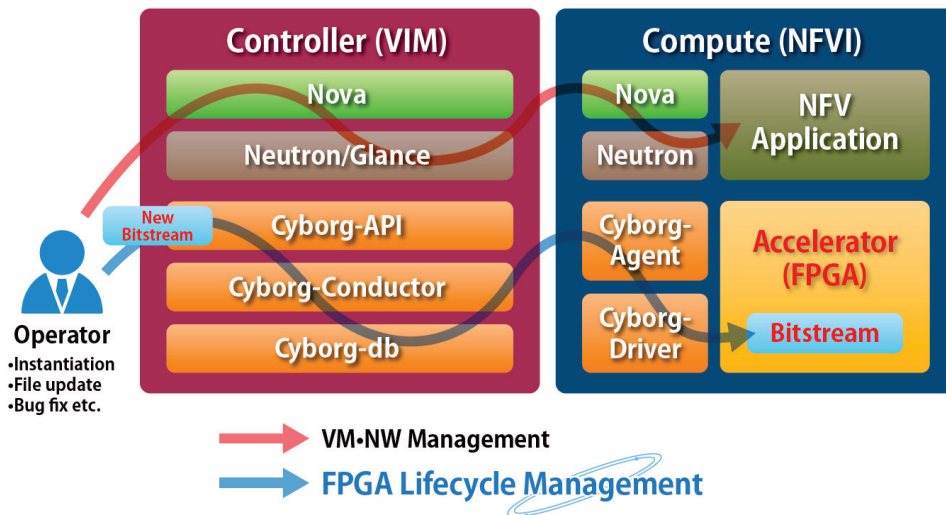 Controller (VIM)
Nova
Neutron/Glance
New
Bitstream
Cyborg-API
Cyborg-Conductor
Cyborg-db
Compute (NFVI)
Nova
NFV
Application
Neutron
Cyborg-
Agent
Accelerator
(FPGA)
Cyborg-
Driver
Bitstream
Operator
•Instantiation
•File update
•Bug fix etc.
VM•NW Management
FPGA Lifecycle Management